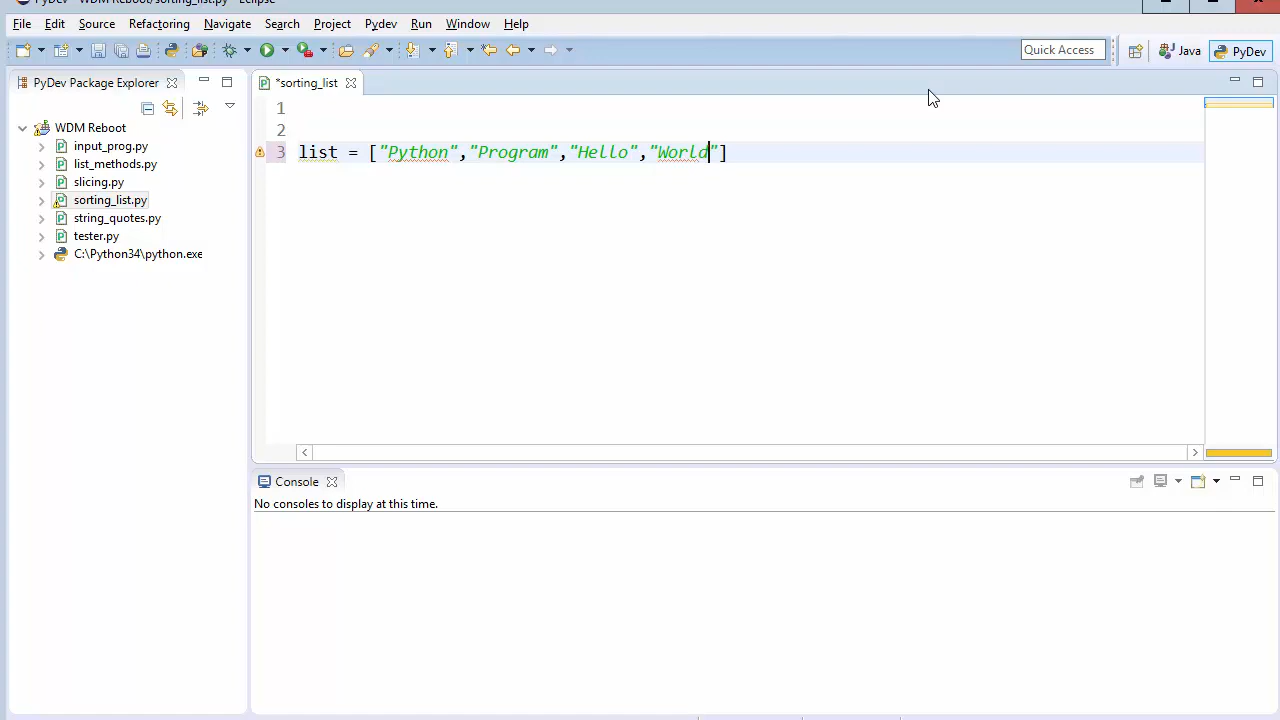 PyDev - WDM Reboot/sorting_list.py - Eclipse
File Edit Source Refactoring Navigate Search Project Pydev Run Window Help
Quick Access
Java
PyDev
PyDev Package Explorer
*sorting_list
WDM Reboot
input_prog.py
list_methods.py
slicing.py
sorting_list.py
string_quotes.py
tester.py
C:\Python34\python.exe
1
2
3 list = ["Python","Program","Hello","World"]
Console
No consoles to display at this time.